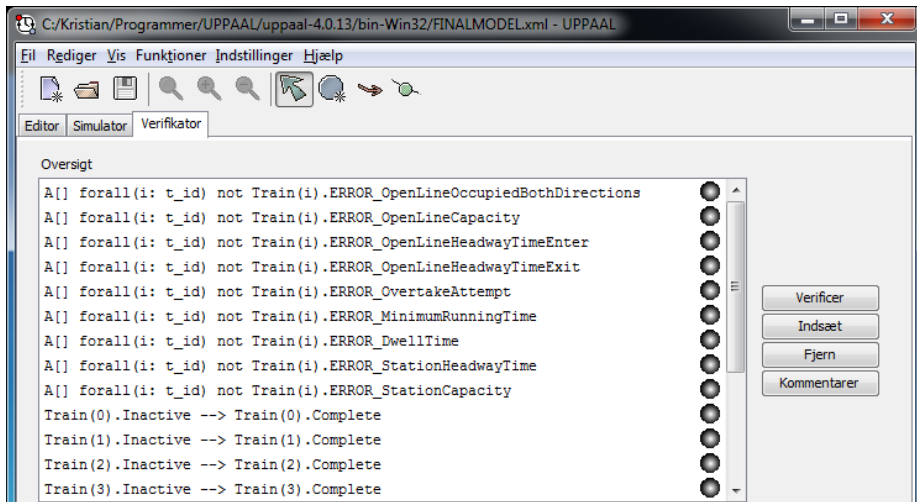 C:/Kristian/Programmer/UPPAAL/uppaal-4.0.13/bin-Win32/FINALMODEL.xml - UPPAAL
Fil Rediger Vis Funktioner Indstillinger Hjælp
Editor Simulator Verifikator
Oversigt
A[] forall(i: t_id) not Train(i).ERROR_OpenLineOccupiedBothDirections
A[] forall(i: t_id) not Train(i).ERROR_OpenLineCapacity
A[] forall(i: t_id) not Train(i).ERROR_OpenLineHeadwayTimeEnter
A[] forall(i: t_id) not Train(i).ERROR_OpenLineHeadwayTimeExit
A[] forall(i: t_id) not Train(i).ERROR_OvertakeAttempt
A[] forall(i: t_id) not Train(i).ERROR_MinimumRunningTime
A[] forall(i: t_id) not Train(i).ERROR_DwellTime
A[] forall(i: t_id) not Train(i).ERROR_StationHeadwayTime
A[] forall(i: t_id) not Train(i).ERROR_StationCapacity
Train(0).Inactive --> Train(0).Complete
Train(1).Inactive --> Train(1).Complete
Train(2).Inactive --> Train(2).Complete
Train(3).Inactive --> Train(3).Complete
Verificer
Indsæt
Fjern
Kommentarer